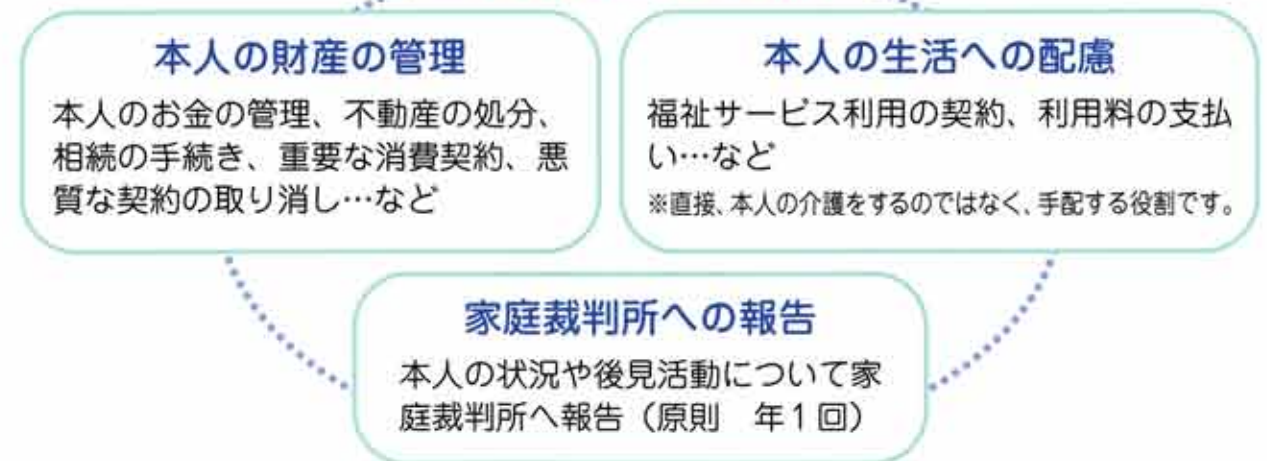 本人の財産の管理
本人のお金の管理、不動産の処分、
相続の手続き、重要な消費契約、悪
質な契約の取り消し…など
本人の生活への配慮
福祉サービス利用の契約、利用料の支払
い…など
※直接、本人の介護をするのではなく、手配する役割です。
家庭裁判所への報告
本人の状況や後見活動について家
庭裁判所へ報告（原則　年1回）